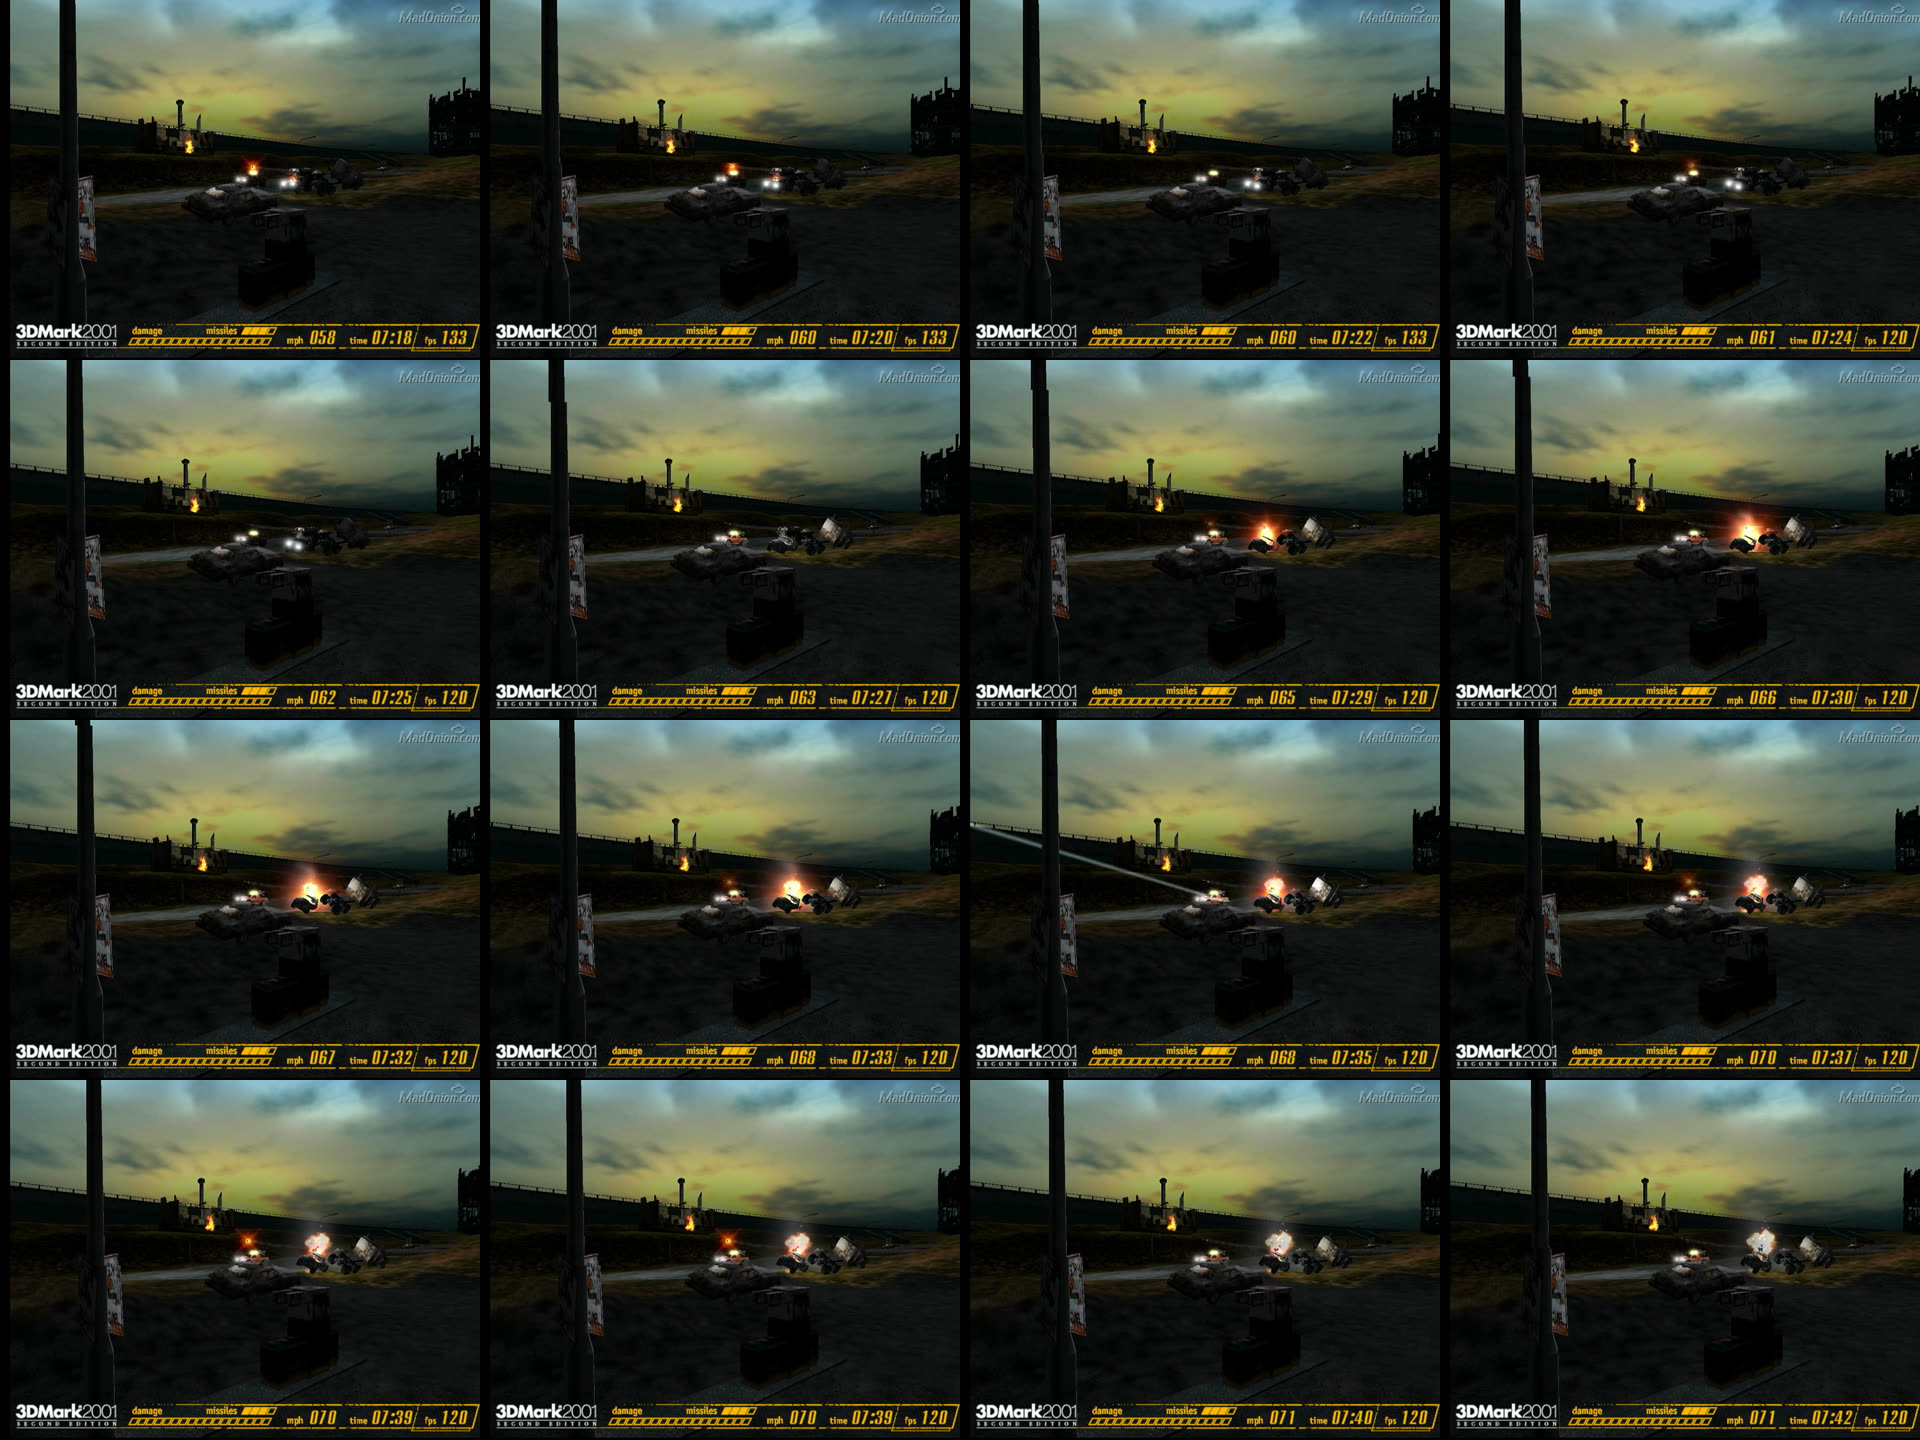 MadOnion.com MadOnion.com MadOnion.com MadOnion.com
3DMark2001 SECOND EDITION damage missiles mph 058 time 07:18 fps 133
3DMark2001 SECOND EDITION damage missiles mph 060 time 07:20 fps 133
3DMark2001 SECOND EDITION damage missiles mph 060 time 07:22 fps 133
3DMark2001 SECOND EDITION damage missiles mph 061 time 07:24 fps 120
MadOnion.com MadOnion.com MadOnion.com MadOnion.com
3DMark2001 SECOND EDITION damage missiles mph 062 time 07:25 fps 120
3DMark2001 SECOND EDITION damage missiles mph 063 time 07:27 fps 120
3DMark2001 SECOND EDITION damage missiles mph 065 time 07:29 fps 120
3DMark2001 SECOND EDITION damage missiles mph 066 time 07:30 fps 120
MadOnion.com MadOnion.com MadOnion.com MadOnion.com
3DMark2001 SECOND EDITION damage missiles mph 067 time 07:32 fps 120
3DMark2001 SECOND EDITION damage missiles mph 068 time 07:33 fps 120
3DMark2001 SECOND EDITION damage missiles mph 068 time 07:35 fps 120
3DMark2001 SECOND EDITION damage missiles mph 070 time 07:37 fps 120
MadOnion.com MadOnion.com MadOnion.com MadOnion.com
3DMark2001 SECOND EDITION damage missiles mph 070 time 07:39 fps 120
3DMark2001 SECOND EDITION damage missiles mph 070 time 07:39 fps 120
3DMark2001 SECOND EDITION damage missiles mph 071 time 07:40 fps 120
3DMark2001 SECOND EDITION damage missiles mph 071 time 07:42 fps 120